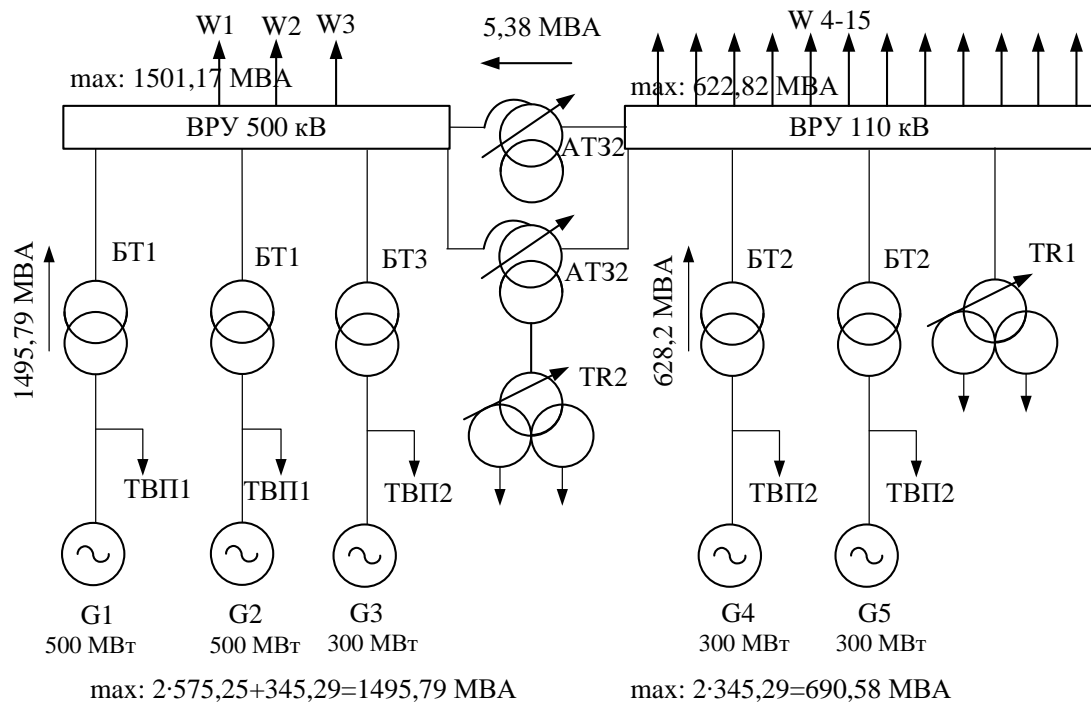 W1 W2 W3
5,38 МВА
W 4-15
max: 1501,17 МВА
max: 622,82 МВА
ВРУ 500 кВ
ВРУ 110 кВ
АТЗ2
АТЗ2
1495,79 МВА
БТ1
БТ1
БТ3
628,2 МВА
БТ2
БТ2
TR1
TR2
ТВП1
ТВП1
ТВП2
ТВП2
ТВП2
G1
G2
G3
G4
G5
500 МВт
500 МВт
300 МВт
300 МВт
300 МВт
max: 2·575,25+345,29=1495,79 МВА
max: 2·345,29=690,58 МВА